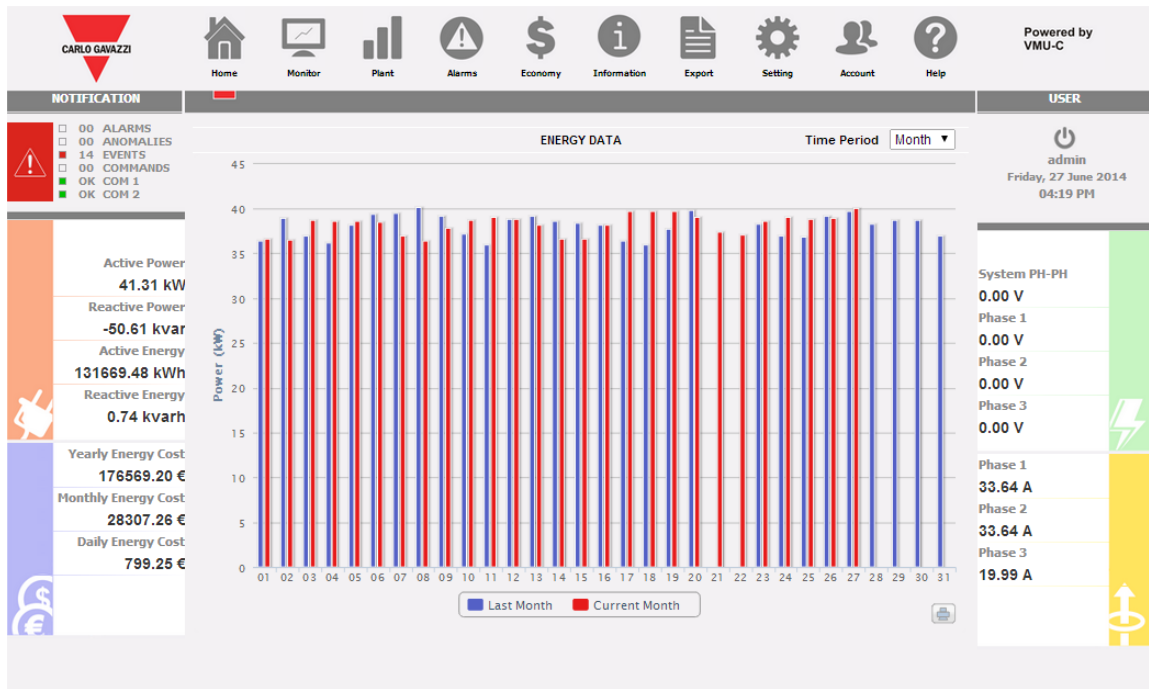 CARLO GAVAZZI
Home
Monitor
Plant
Alarms
Economy
Information
Export
Setting
Account
Help
Powered by
VMU-C
NOTIFICATION
00 ALARMS
00 ANOMALIES
14 EVENTS
00 COMMANDS
OK COM 1
OK COM 2
Active Power
41.31 kW
Reactive Power
-50.61 kvar
Active Energy
131669.48 kWh
Reactive Energy
0.74 kvarh
Yearly Energy Cost
176569.20 €
Monthly Energy Cost
28307.26 €
Daily Energy Cost
799.25 €
ENERGY DATA
Time Period Month
Power (kW)
45
40
35
30
25
20
15
10
5
0
01 02 03 04 05 06 07 08 09 10 11 12 13 14 15 16 17 18 19 20 21 22 23 24 25 26 27 28 29 30 31
Last Month Current Month
USER
admin
Friday, 27 June 2014
04:19 PM
System PH-PH
0.00 V
Phase 1
0.00 V
Phase 2
0.00 V
Phase 3
0.00 V
Phase 1
33.64 A
Phase 2
33.64 A
Phase 3
19.99 A